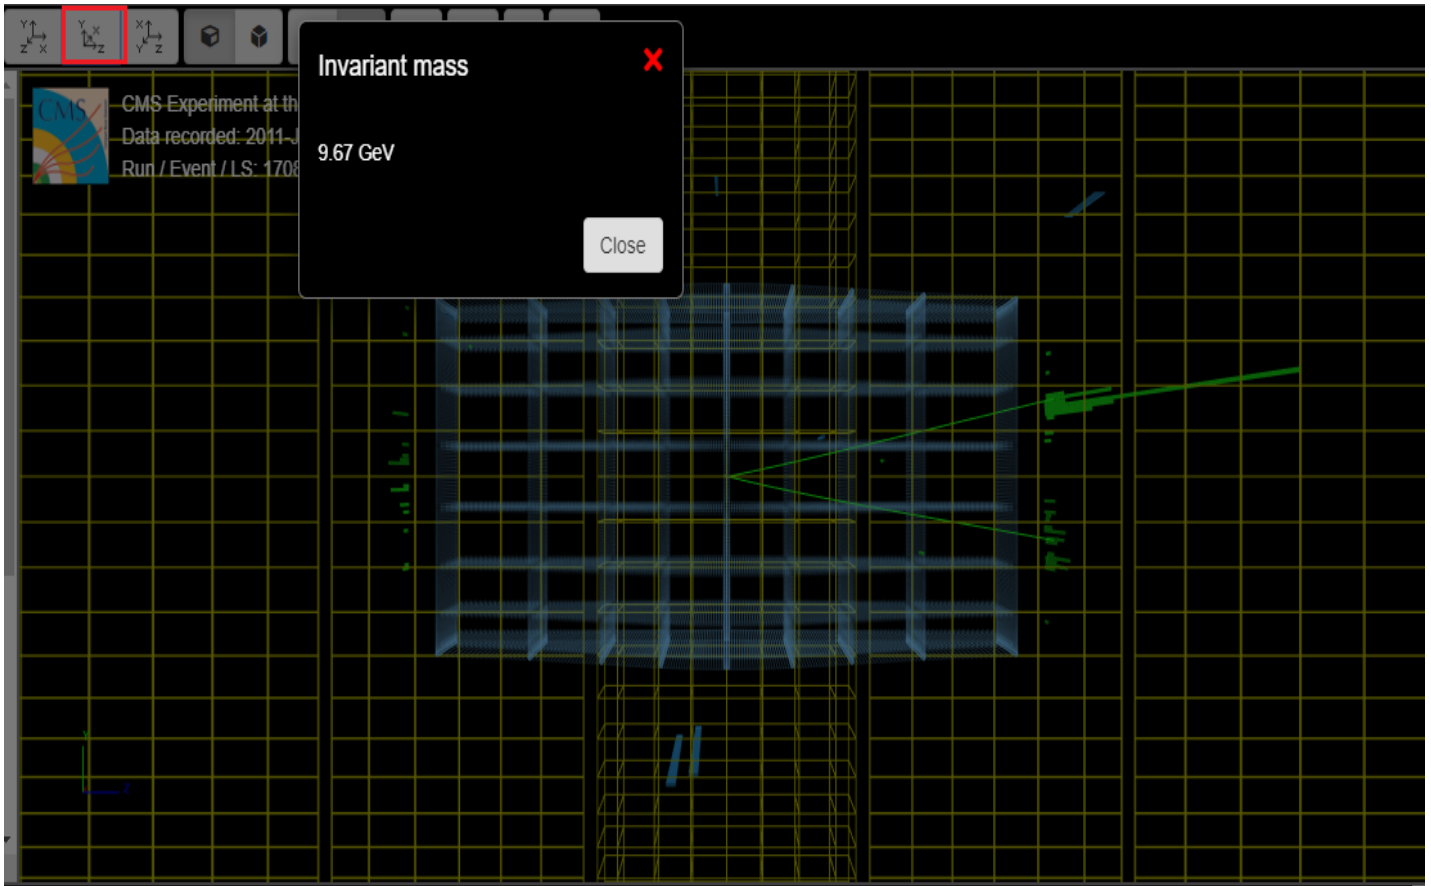 Y X Z
Y X Z
X Y Z
Invariant mass
CMS
CMS Experiment at th
Data recorded: 2011-J
9.67 GeV
Run / Event / LS: 1708
Close
Y
Z